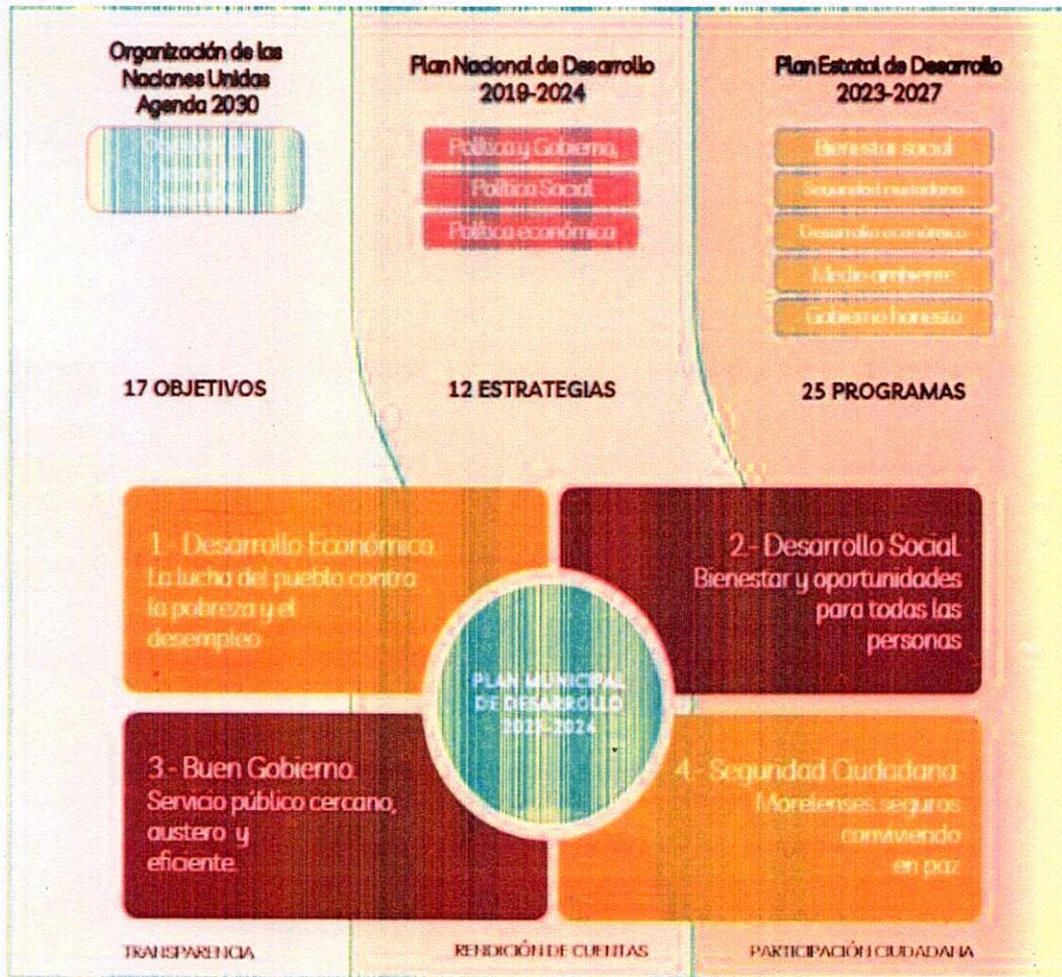 Organización de las
Naciones Unidas
Agenda 2030
Plan Nacional de Desarrollo
2019-2024
Política y Gobierno.
Política Social
Política económica
Plan Estatal de Desarrollo
2023-2027
Bienestar social
Seguridad ciudadana
Desarrollo económico
Medio ambiente
Gobierno honesto
17 OBJETIVOS
12 ESTRATEGIAS
25 PROGRAMAS
1.- Desarrollo Económico.
La lucha del pueblo contra
la pobreza y el
desempleo
2.- Desarrollo Social.
Bienestar y oportunidades
para todas las
personas
PLAN MUNICIPAL
DE DESARROLLO
3.- Buen Gobierno.
Servicio público cercano,
austero y
eficiente.
4.- Seguridad Ciudadana.
Morelenses seguros
conviviendo
en paz
TRANSPARENCIA
RENDICIÓN DE CUENTAS
PARTICIPACIÓN CIUDADANA